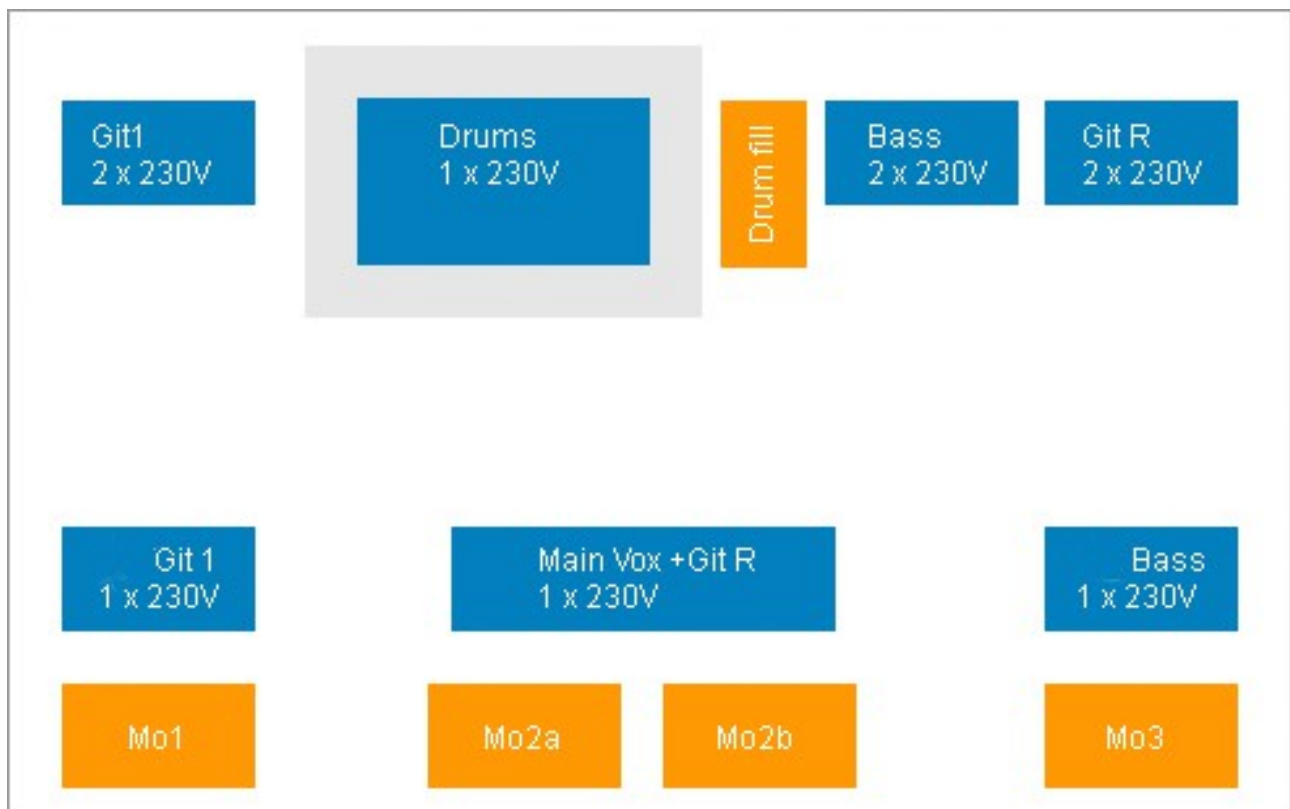 Git1
2 x 230V
Drums
1 x 230V
Drum fill
Bass
2 x 230V
Git R
2 x 230V
Git 1
1 x 230V
Main Vox +Git R
1 x 230V
Bass
1 x 230V
Mo1
Mo2a
Mo2b
Mo3